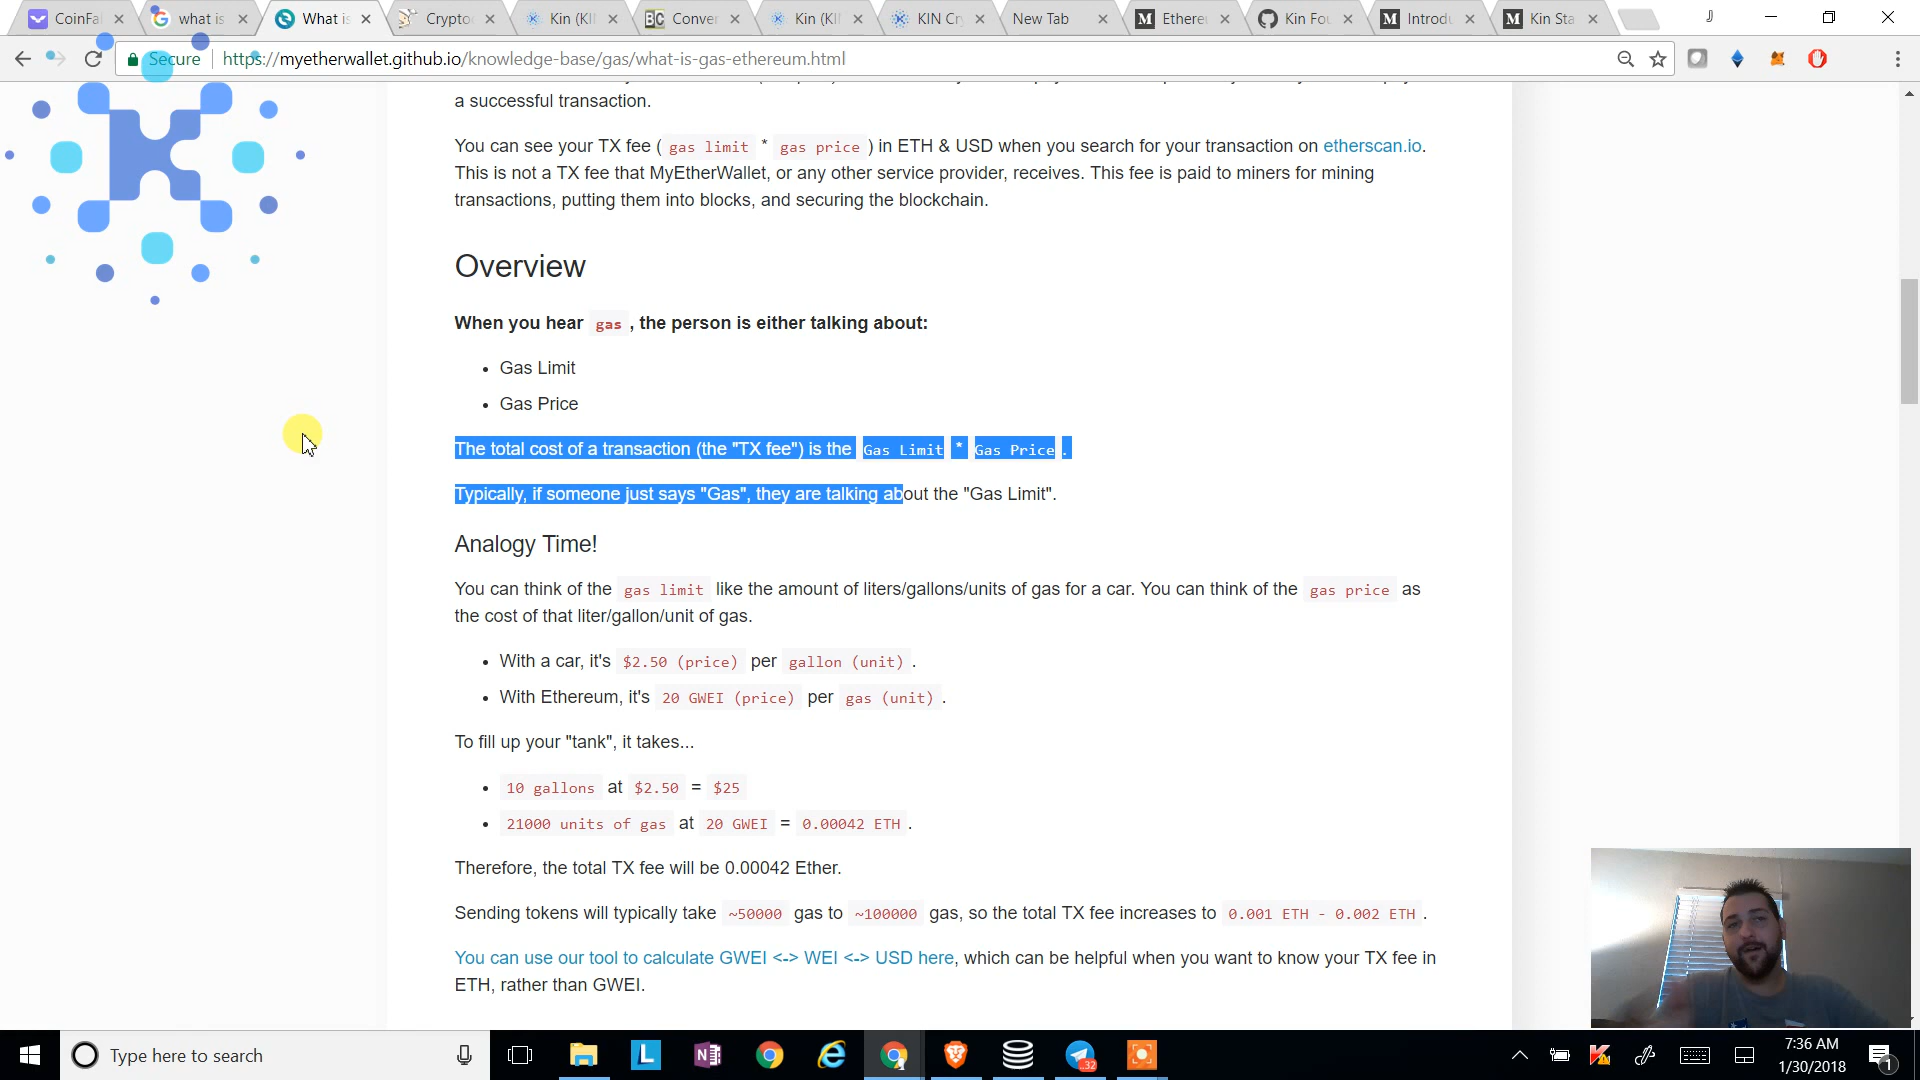 CoinFa
what is
What is
Crypto
Kin (KI
Conver
Kin (KI
KIN Cr
New Tab
Ethere
Kin Fou
Introdu
Kin Sta
Secure
https://myetherwallet.github.io/knowledge-base/gas/what-is-gas-ethereum.html
a successful transaction.
You can see your TX fee ( gas limit * gas price ) in ETH & USD when you search for your transaction on etherscan.io.
This is not a TX fee that MyEtherWallet, or any other service provider, receives. This fee is paid to miners for mining
transactions, putting them into blocks, and securing the blockchain.
Overview
When you hear gas , the person is either talking about:
• Gas Limit
• Gas Price
The total cost of a transaction (the "TX fee") is the Gas Limit * Gas Price .
Typically, if someone just says "Gas", they are talking about the "Gas Limit".
Analogy Time!
You can think of the gas limit like the amount of liters/gallons/units of gas for a car. You can think of the gas price as
the cost of that liter/gallon/unit of gas.
• With a car, it's $2.50 (price) per gallon (unit) .
• With Ethereum, it's 20 GWEI (price) per gas (unit) .
To fill up your "tank", it takes...
• 10 gallons at $2.50 = $25
• 21000 units of gas at 20 GWEI = 0.00042 ETH .
Therefore, the total TX fee will be 0.00042 Ether.
Sending tokens will typically take ~50000 gas to ~100000 gas, so the total TX fee increases to 0.001 ETH - 0.002 ETH .
You can use our tool to calculate GWEI <-> WEI <-> USD here, which can be helpful when you want to know your TX fee in
ETH, rather than GWEI.
Type here to search
7:36 AM
1/30/2018